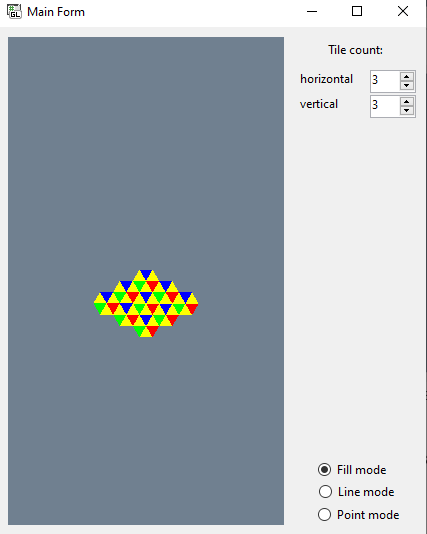 GL Main Form
Tile count:
horizontal 3
vertical 3
Fill mode
Line mode
Point mode